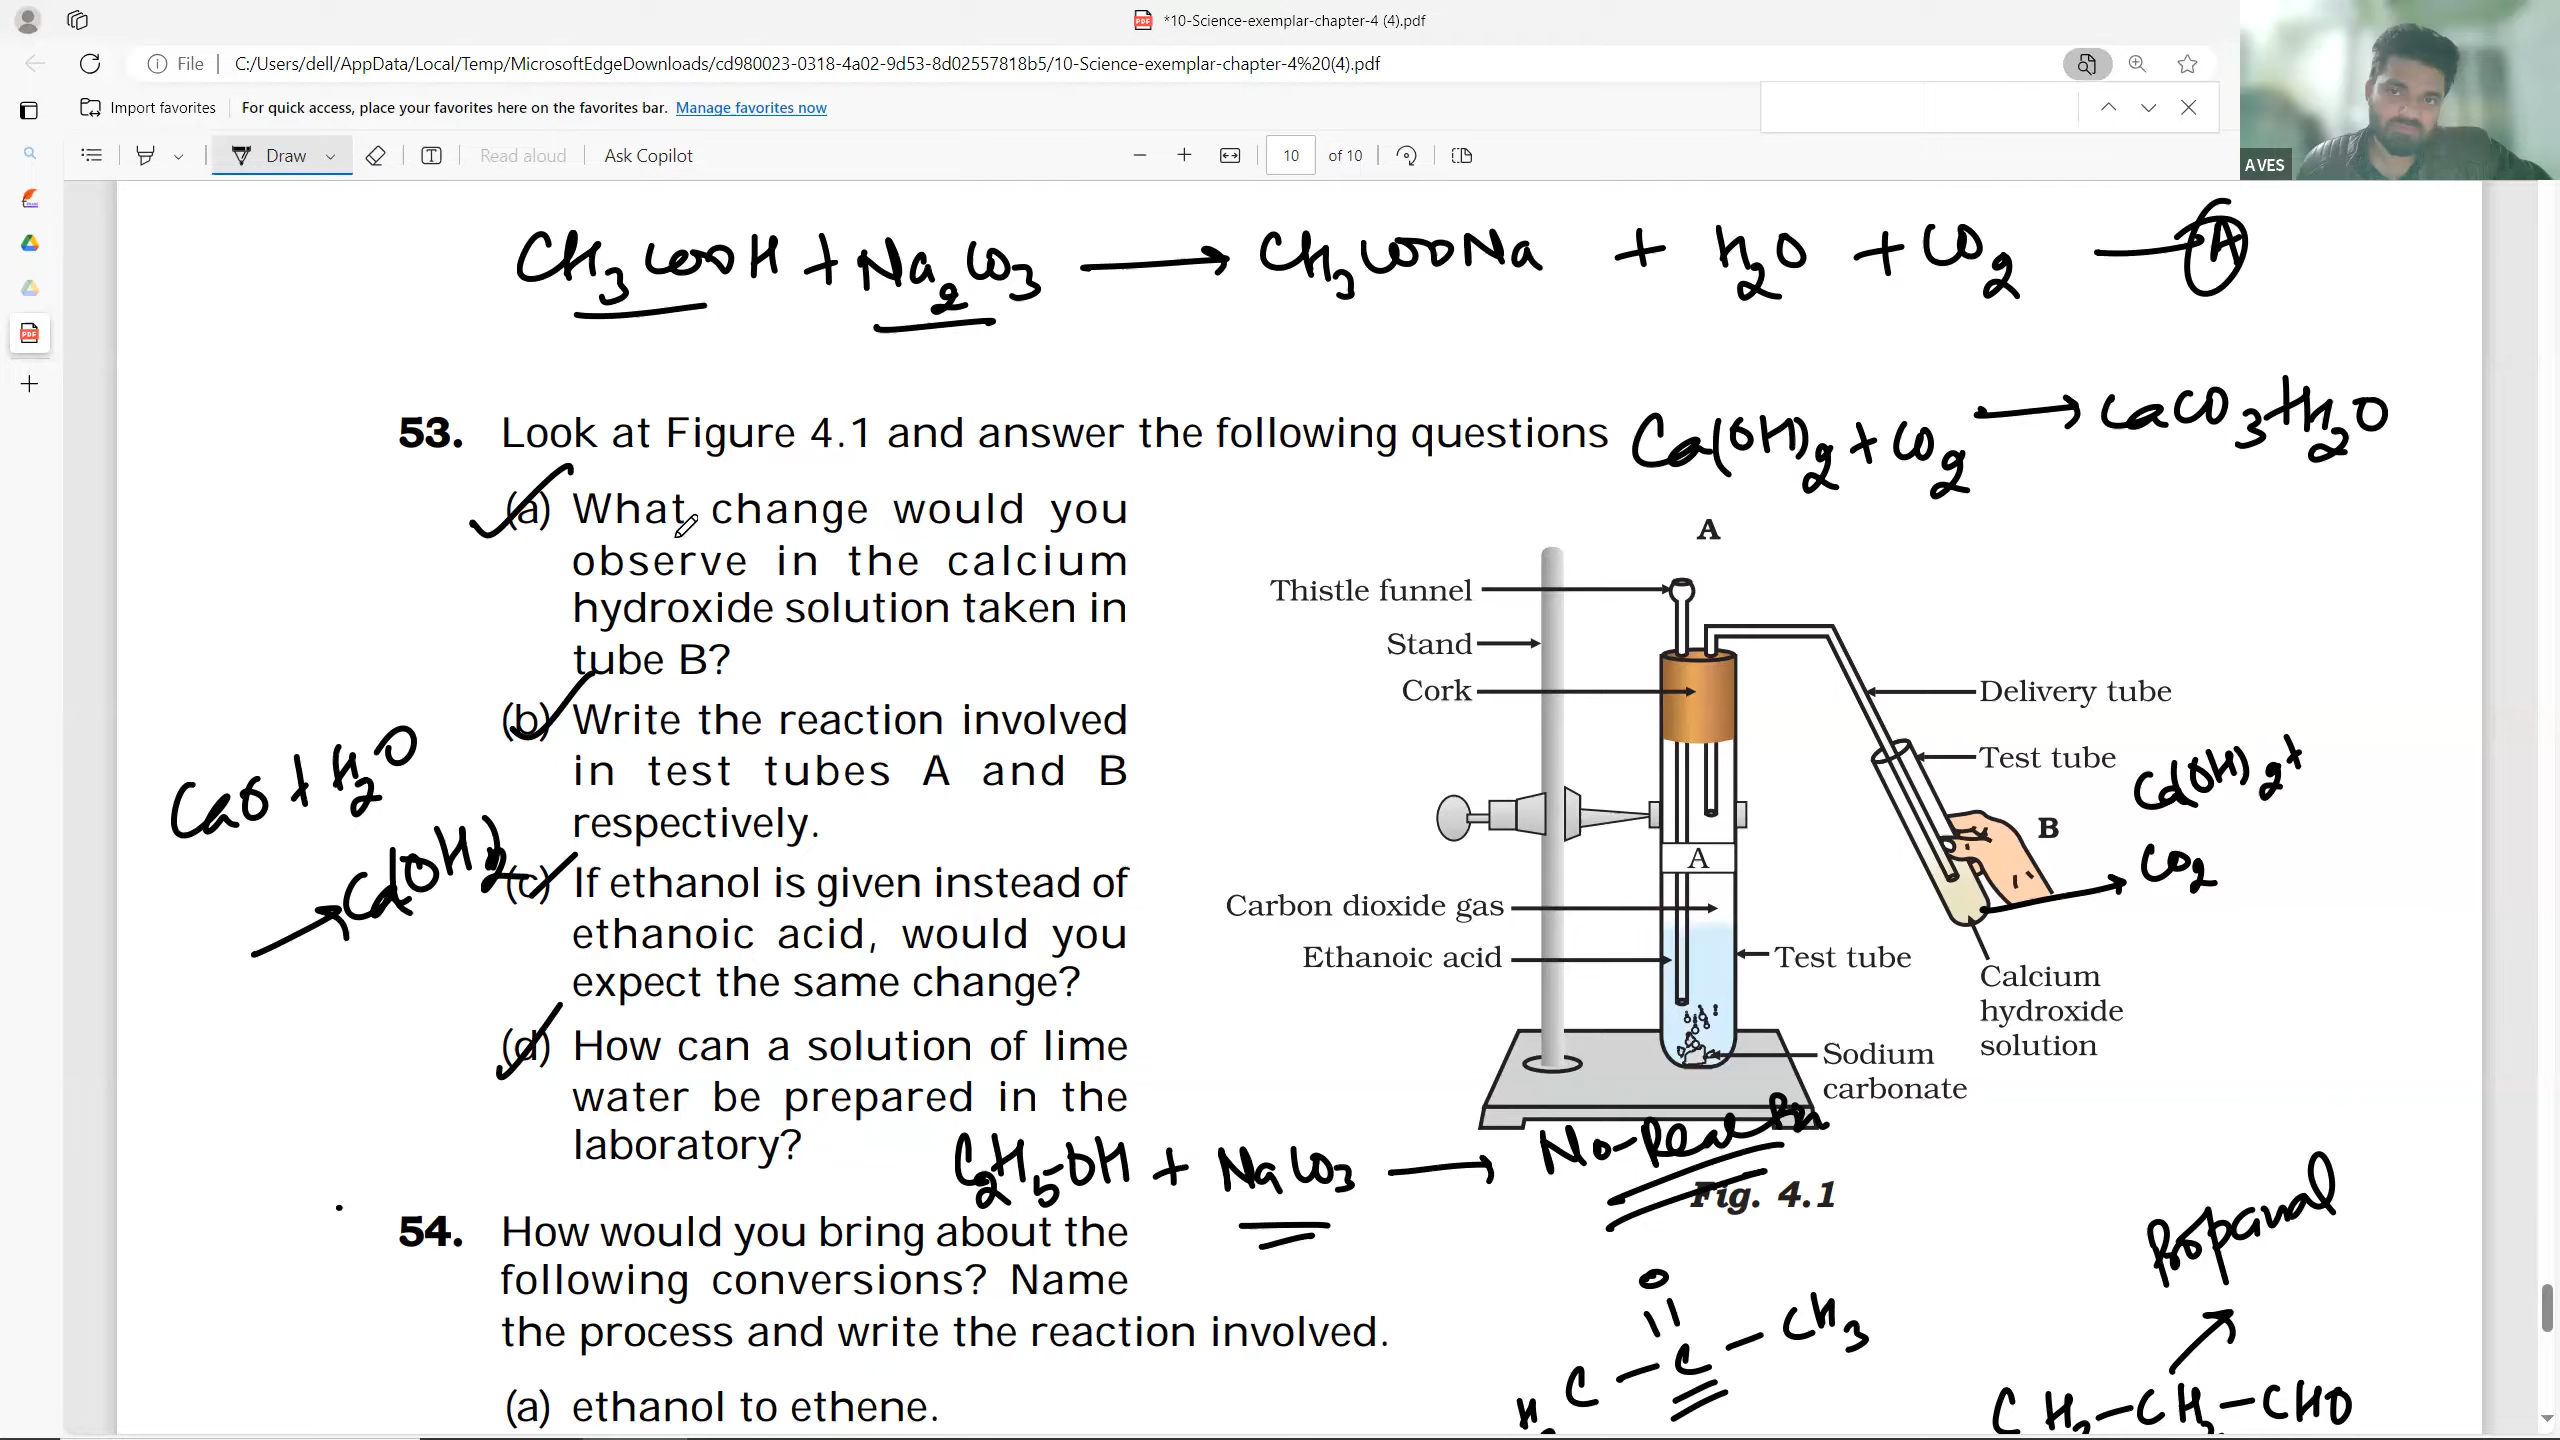 *10-Science-exemplar-chapter-4 (4).pdf
File
C:/Users/dell/AppData/Local/Temp/MicrosoftEdgeDownloads/cd980023-0318-4a02-9d53-8d02557818b5/10-Science-exemplar-chapter-4%20(4).pdf
Import favorites
For quick access, place your favorites here on the favorites bar. Manage favorites now
Draw
Read aloud
Ask Copilot
10 of 10
AVES
CH3COOH + Na2CO3 → CH3COONa + H2O + CO2 — A
53. Look at Figure 4.1 and answer the following questions
Ca(OH)2 + CO2 → CaCO3 + H2O
(a) What change would you
observe in the calcium
hydroxide solution taken in
tube B?
(b) Write the reaction involved
in test tubes A and B
respectively.
(c) If ethanol is given instead of
ethanoic acid, would you
expect the same change?
(d) How can a solution of lime
water be prepared in the
laboratory?
CaO + H2O
→ Ca(OH)2
A
Thistle funnel
Stand
Cork
Delivery tube
Test tube
Ca(OH)2 +
B
CO2
A
Carbon dioxide gas
Ethanoic acid
Test tube
Calcium
hydroxide
solution
Sodium
carbonate
C2H5OH + NaCO3 → No-Reactn
Fig. 4.1
54. How would you bring about the
following conversions? Name
the process and write the reaction involved.
(a) ethanol to ethene.
Propanal
O
C – C – CH3
CH3–CH2–CHO